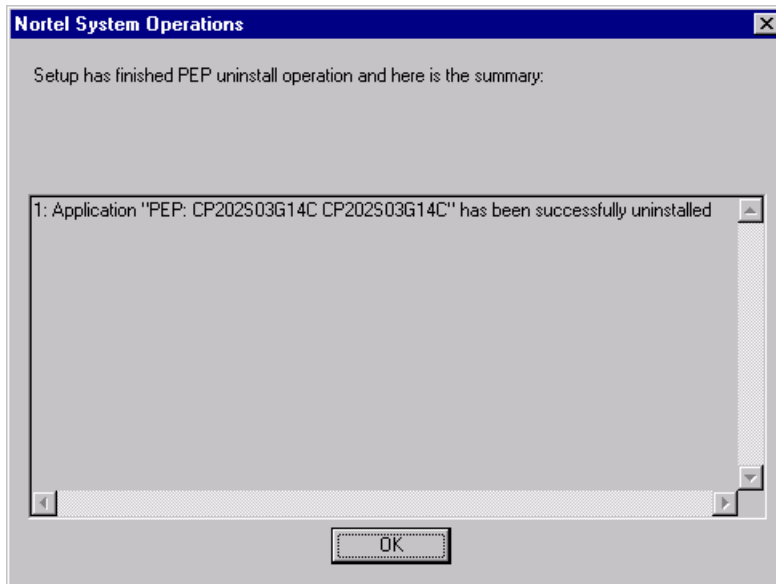 Nortel System Operations
Setup has finished PEP uninstall operation and here is the summary:
1: Application "PEP: CP202S03G14C CP202S03G14C" has been successfully uninstalled
OK